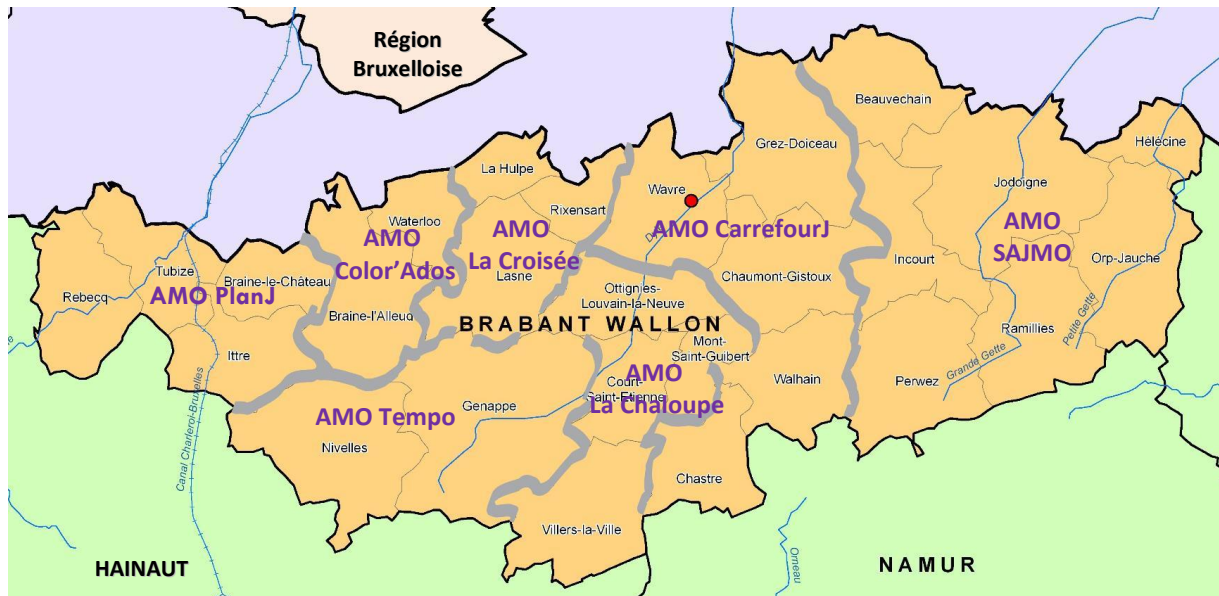 Région
Bruxelloise
Beauvechain
Hélécine
Grez-Doiceau
La Hulpe
Wavre
Jodoigne
Rixensart
Waterloo
AMO
Color'Ados
AMO
La Croisée
AMO CarrefourJ
AMO
SAJMO
Tubize
Braine-le-Château
Lasne
Chaumont-Gistoux
Incourt
Orp-Jauche
Rebecq
AMO PlanJ
Ottignies-
Louvain-la-Neuve
Braine-l'Alleud
BRABANT WALLON
Ramillies
Petite Gette
Ittre
Mont-
Saint-Guibert
Grande Gette
AMO
La Chaloupe
Court-
Saint-Etienne
Walhain
Perwez
AMO Tempo
Genappe
Nivelles
Canal Charleroi-Bruxelles
Chastre
Villers-la-Ville
Orneau
HAINAUT
NAMUR